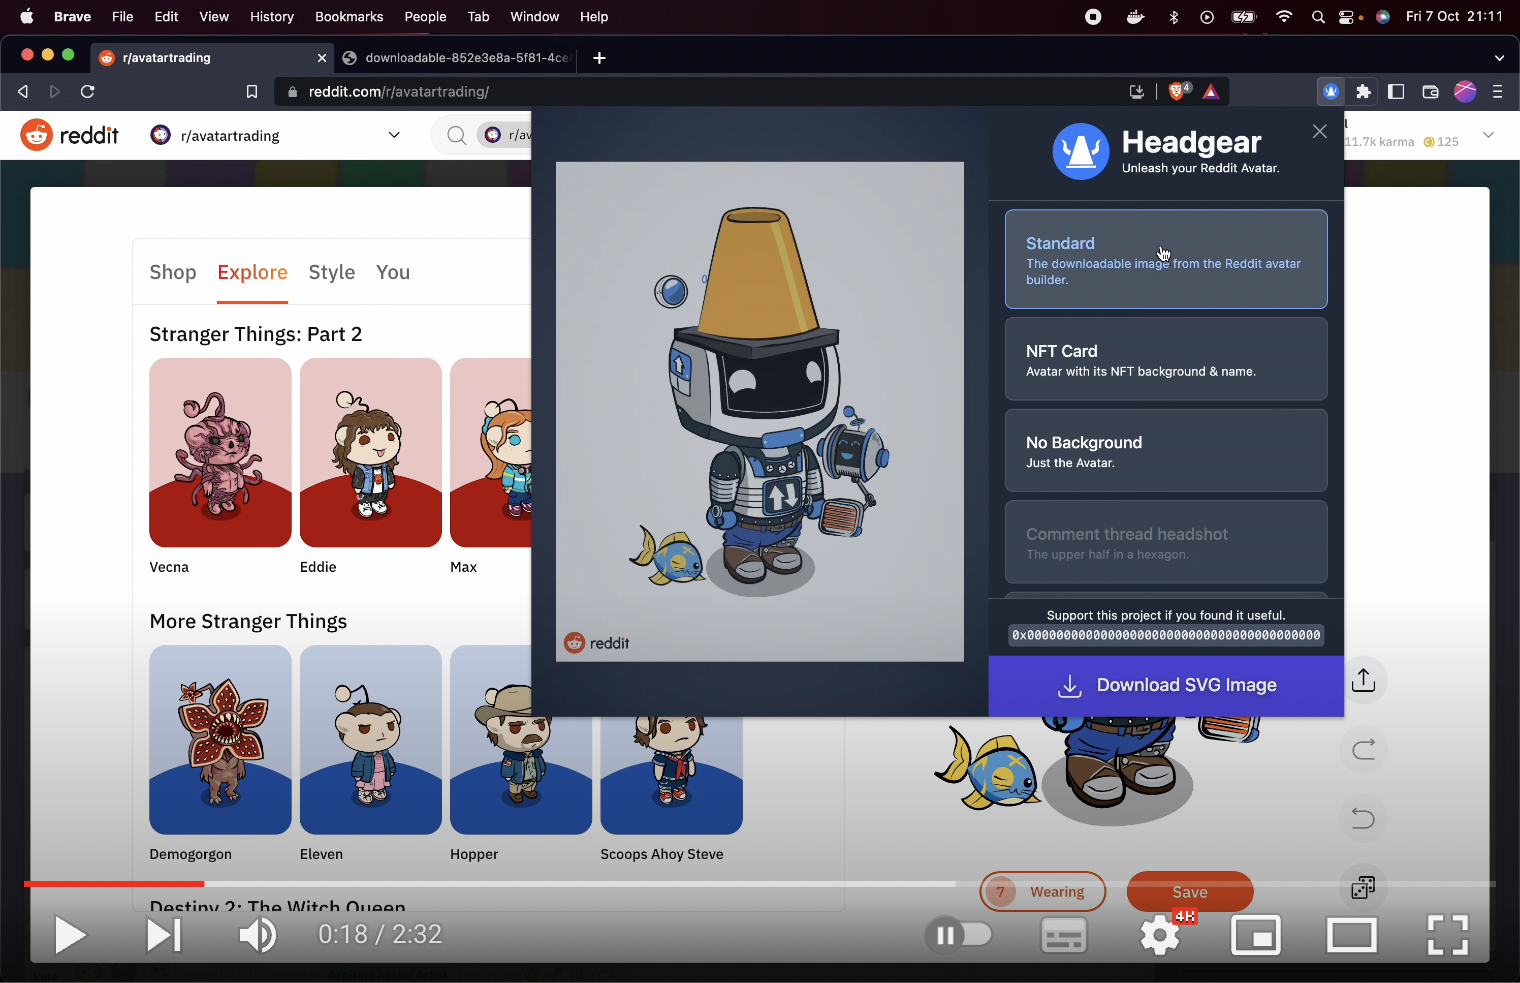 Brave File Edit View History Bookmarks People Tab Window Help
Fri 7 Oct 21:11
r/avatartrading
downloadable-852e3e8a-5f81-4ce
reddit.com/r/avatartrading/
4
reddit
r/avatartrading
r/av
11.7k karma
125
Shop Explore Style You
Stranger Things: Part 2
Vecna
Eddie
Max
More Stranger Things
Demogorgon
Eleven
Hopper
Scoops Ahoy Steve
Destiny 2: The Witch Queen
reddit
Headgear
Unleash your Reddit Avatar.
Standard
The downloadable image from the Reddit avatar
builder.
NFT Card
Avatar with its NFT background & name.
No Background
Just the Avatar.
Comment thread headshot
The upper half in a hexagon.
Support this project if you found it useful.
0x0000000000000000000000000000000000000000
Download SVG Image
7 Wearing
Save
0:18 / 2:32
4K